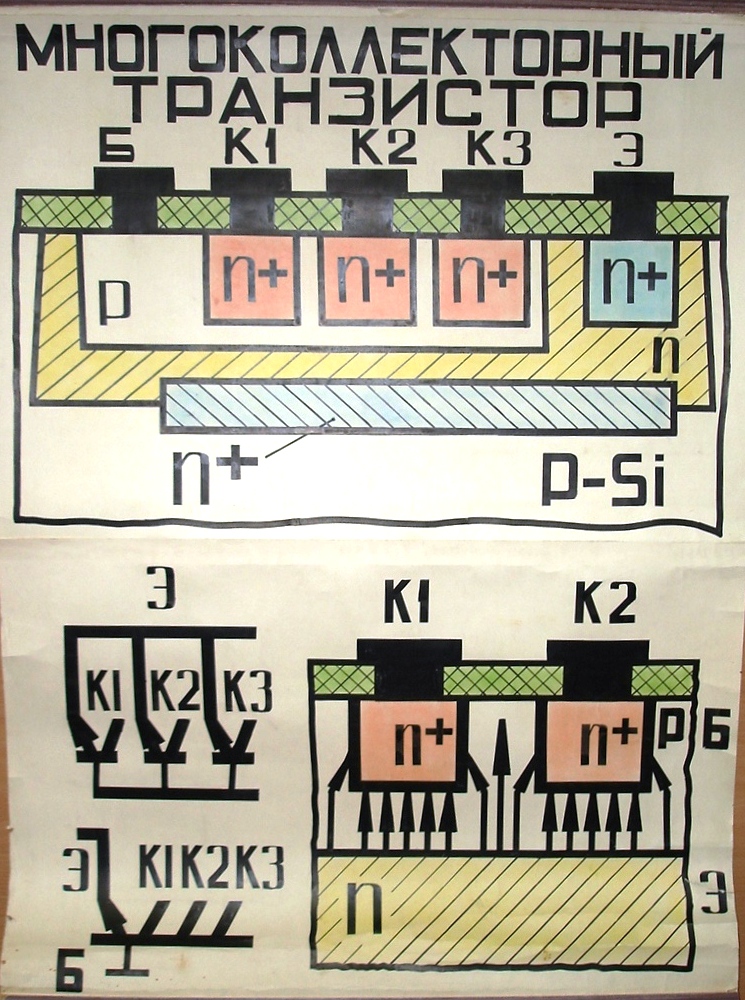 МНОГОКОЛЛЕКТОРНЫЙ
ТРАНЗИСТОР
Б К1 К2 К3 Э
p n+ n+ n+ n+
n
n+ p-Si
Э
К1 К2 К3
Э К1К2К3
Б
К1 К2
n+ n+ p Б
n Э